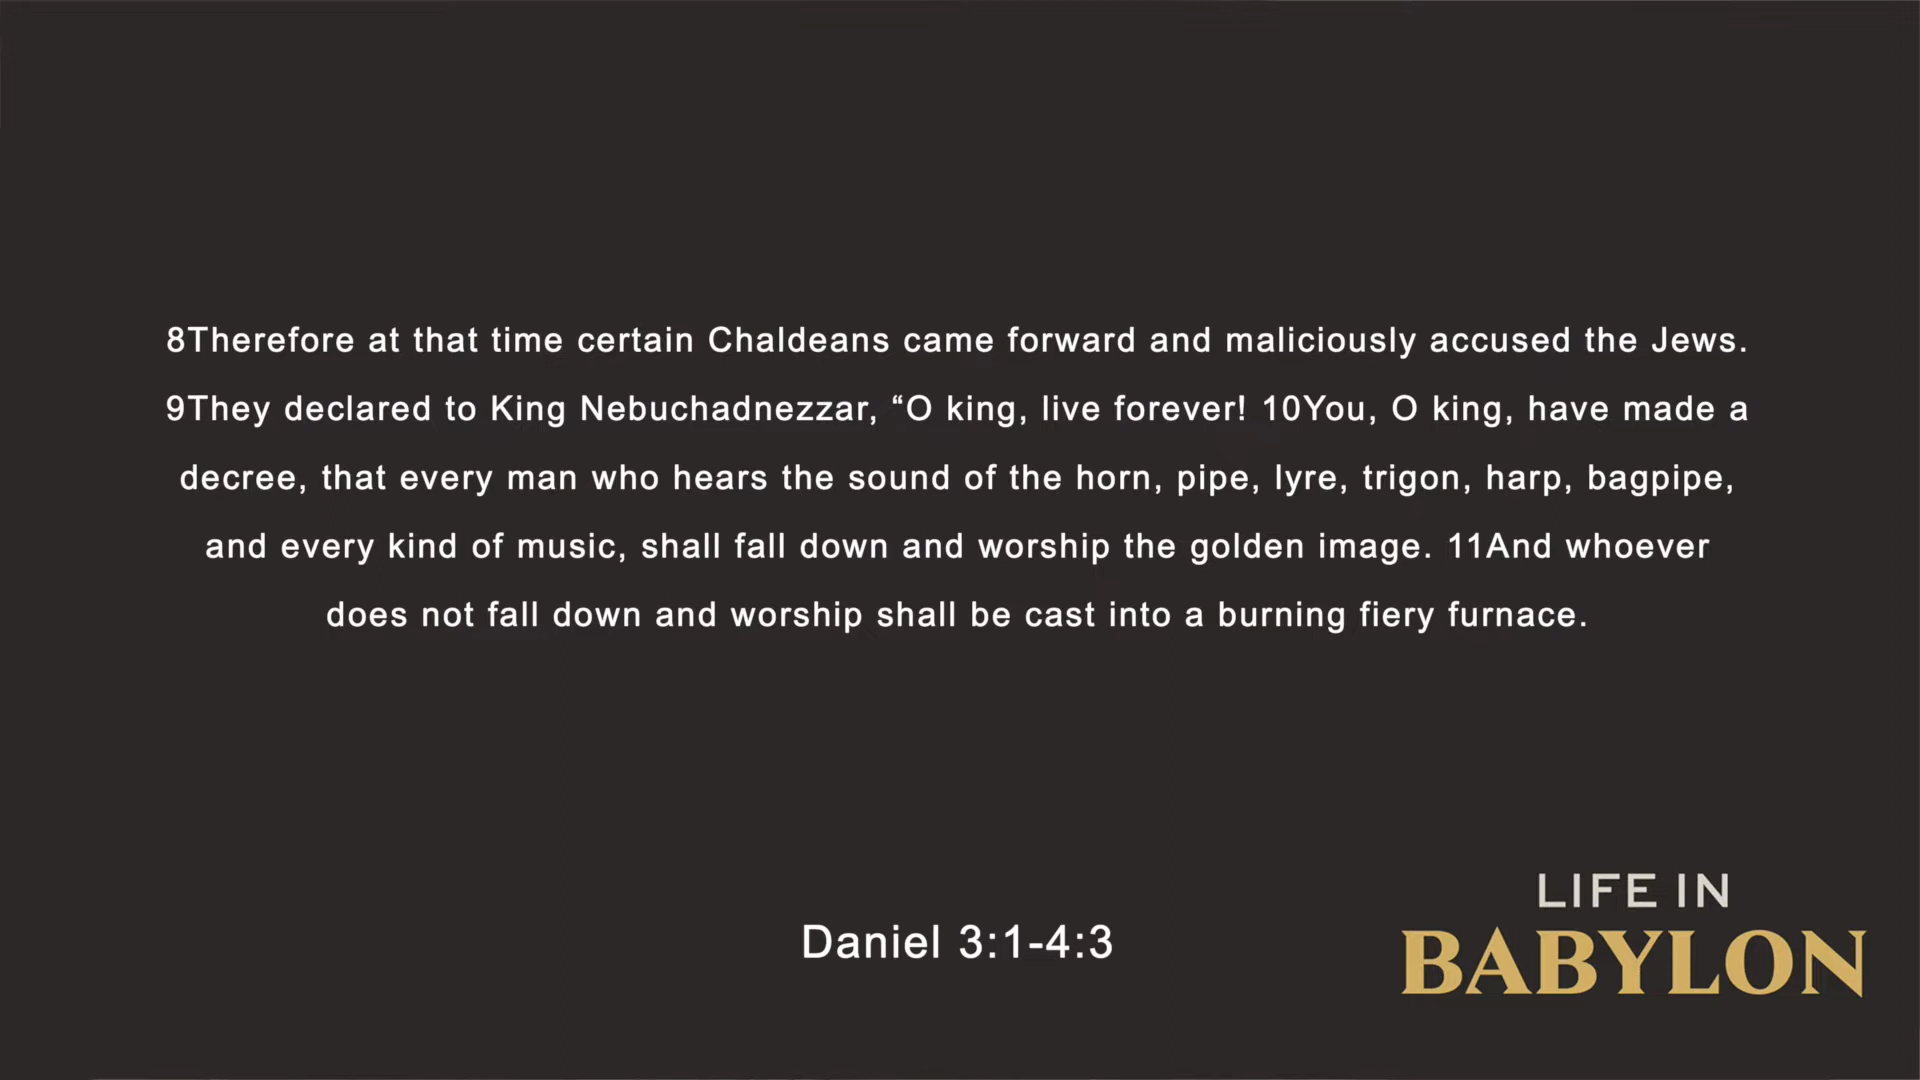 8Therefore at that time certain Chaldeans came forward and maliciously accused the Jews.
9They declared to King Nebuchadnezzar, “O king, live forever! 10You, O king, have made a
decree, that every man who hears the sound of the horn, pipe, lyre, trigon, harp, bagpipe,
and every kind of music, shall fall down and worship the golden image. 11And whoever
does not fall down and worship shall be cast into a burning fiery furnace.
Daniel 3:1-4:3
LIFE IN
BABYLON